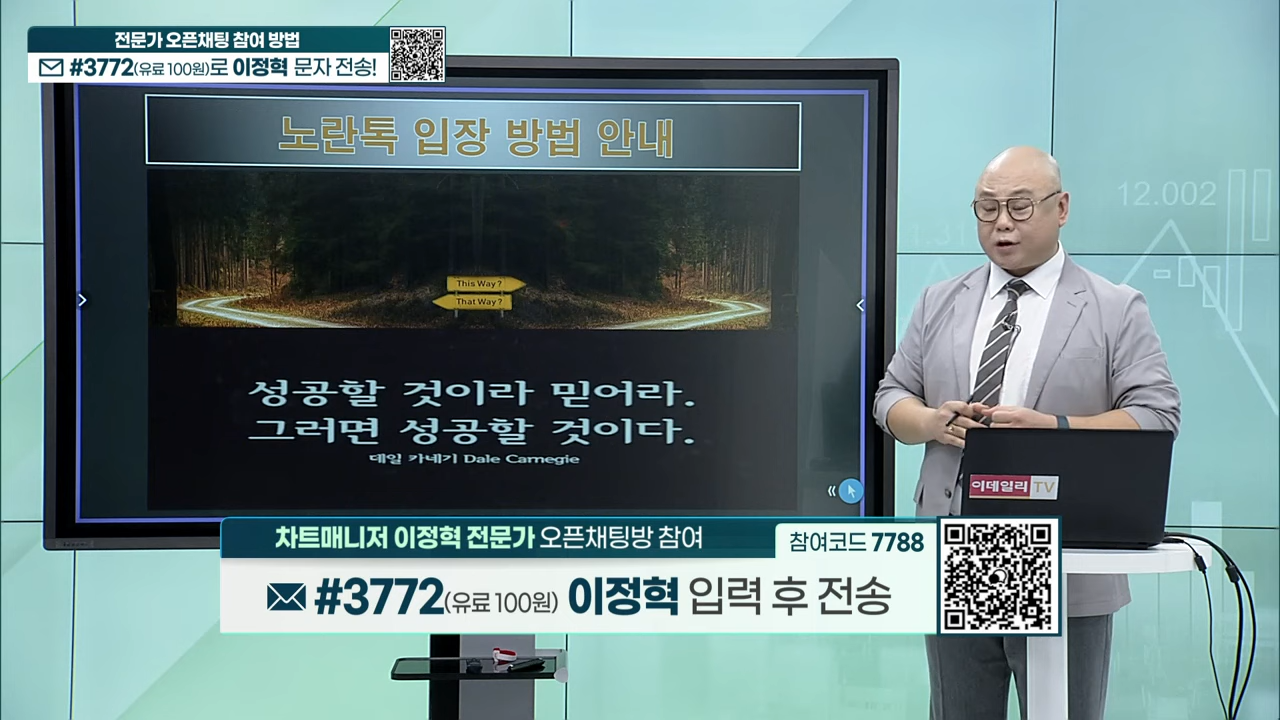 전문가 오픈채팅 참여 방법
#3772(유료 100원)로 이정혁 문자 전송!
노란톡 입장 방법 안내
12.002
1.31
This Way?
That Way?
성공할 것이라 믿어라.
그러면 성공할 것이다.
데일 카네기 Dale Carnegie
이데일리 TV
차트매니저 이정혁 전문가 오픈채팅방 참여
참여코드 7788
#3772(유료 100원) 이정혁 입력 후 전송